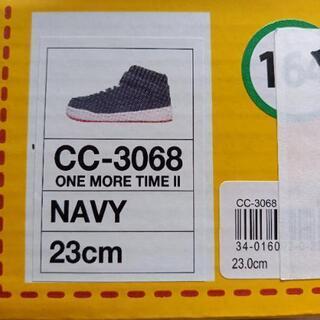 CC-3068
ONE MORE TIME II
NAVY
23cm
CC-3068
34-0160
23.0cm